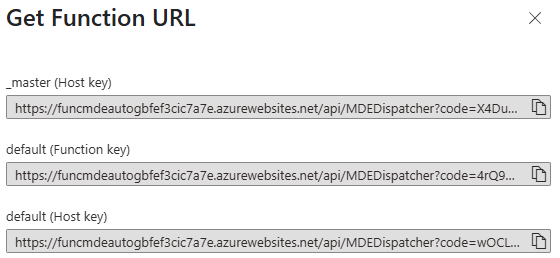 Get Function URL
_master (Host key)
https://funcmdeautogbfef3cic7a7e.azurewebsites.net/api/MDEDispatcher?code=X4Du...
default (Function key)
https://funcmdeautogbfef3cic7a7e.azurewebsites.net/api/MDEDispatcher?code=4rQ9...
default (Host key)
https://funcmdeautogbfef3cic7a7e.azurewebsites.net/api/MDEDispatcher?code=wOCL...